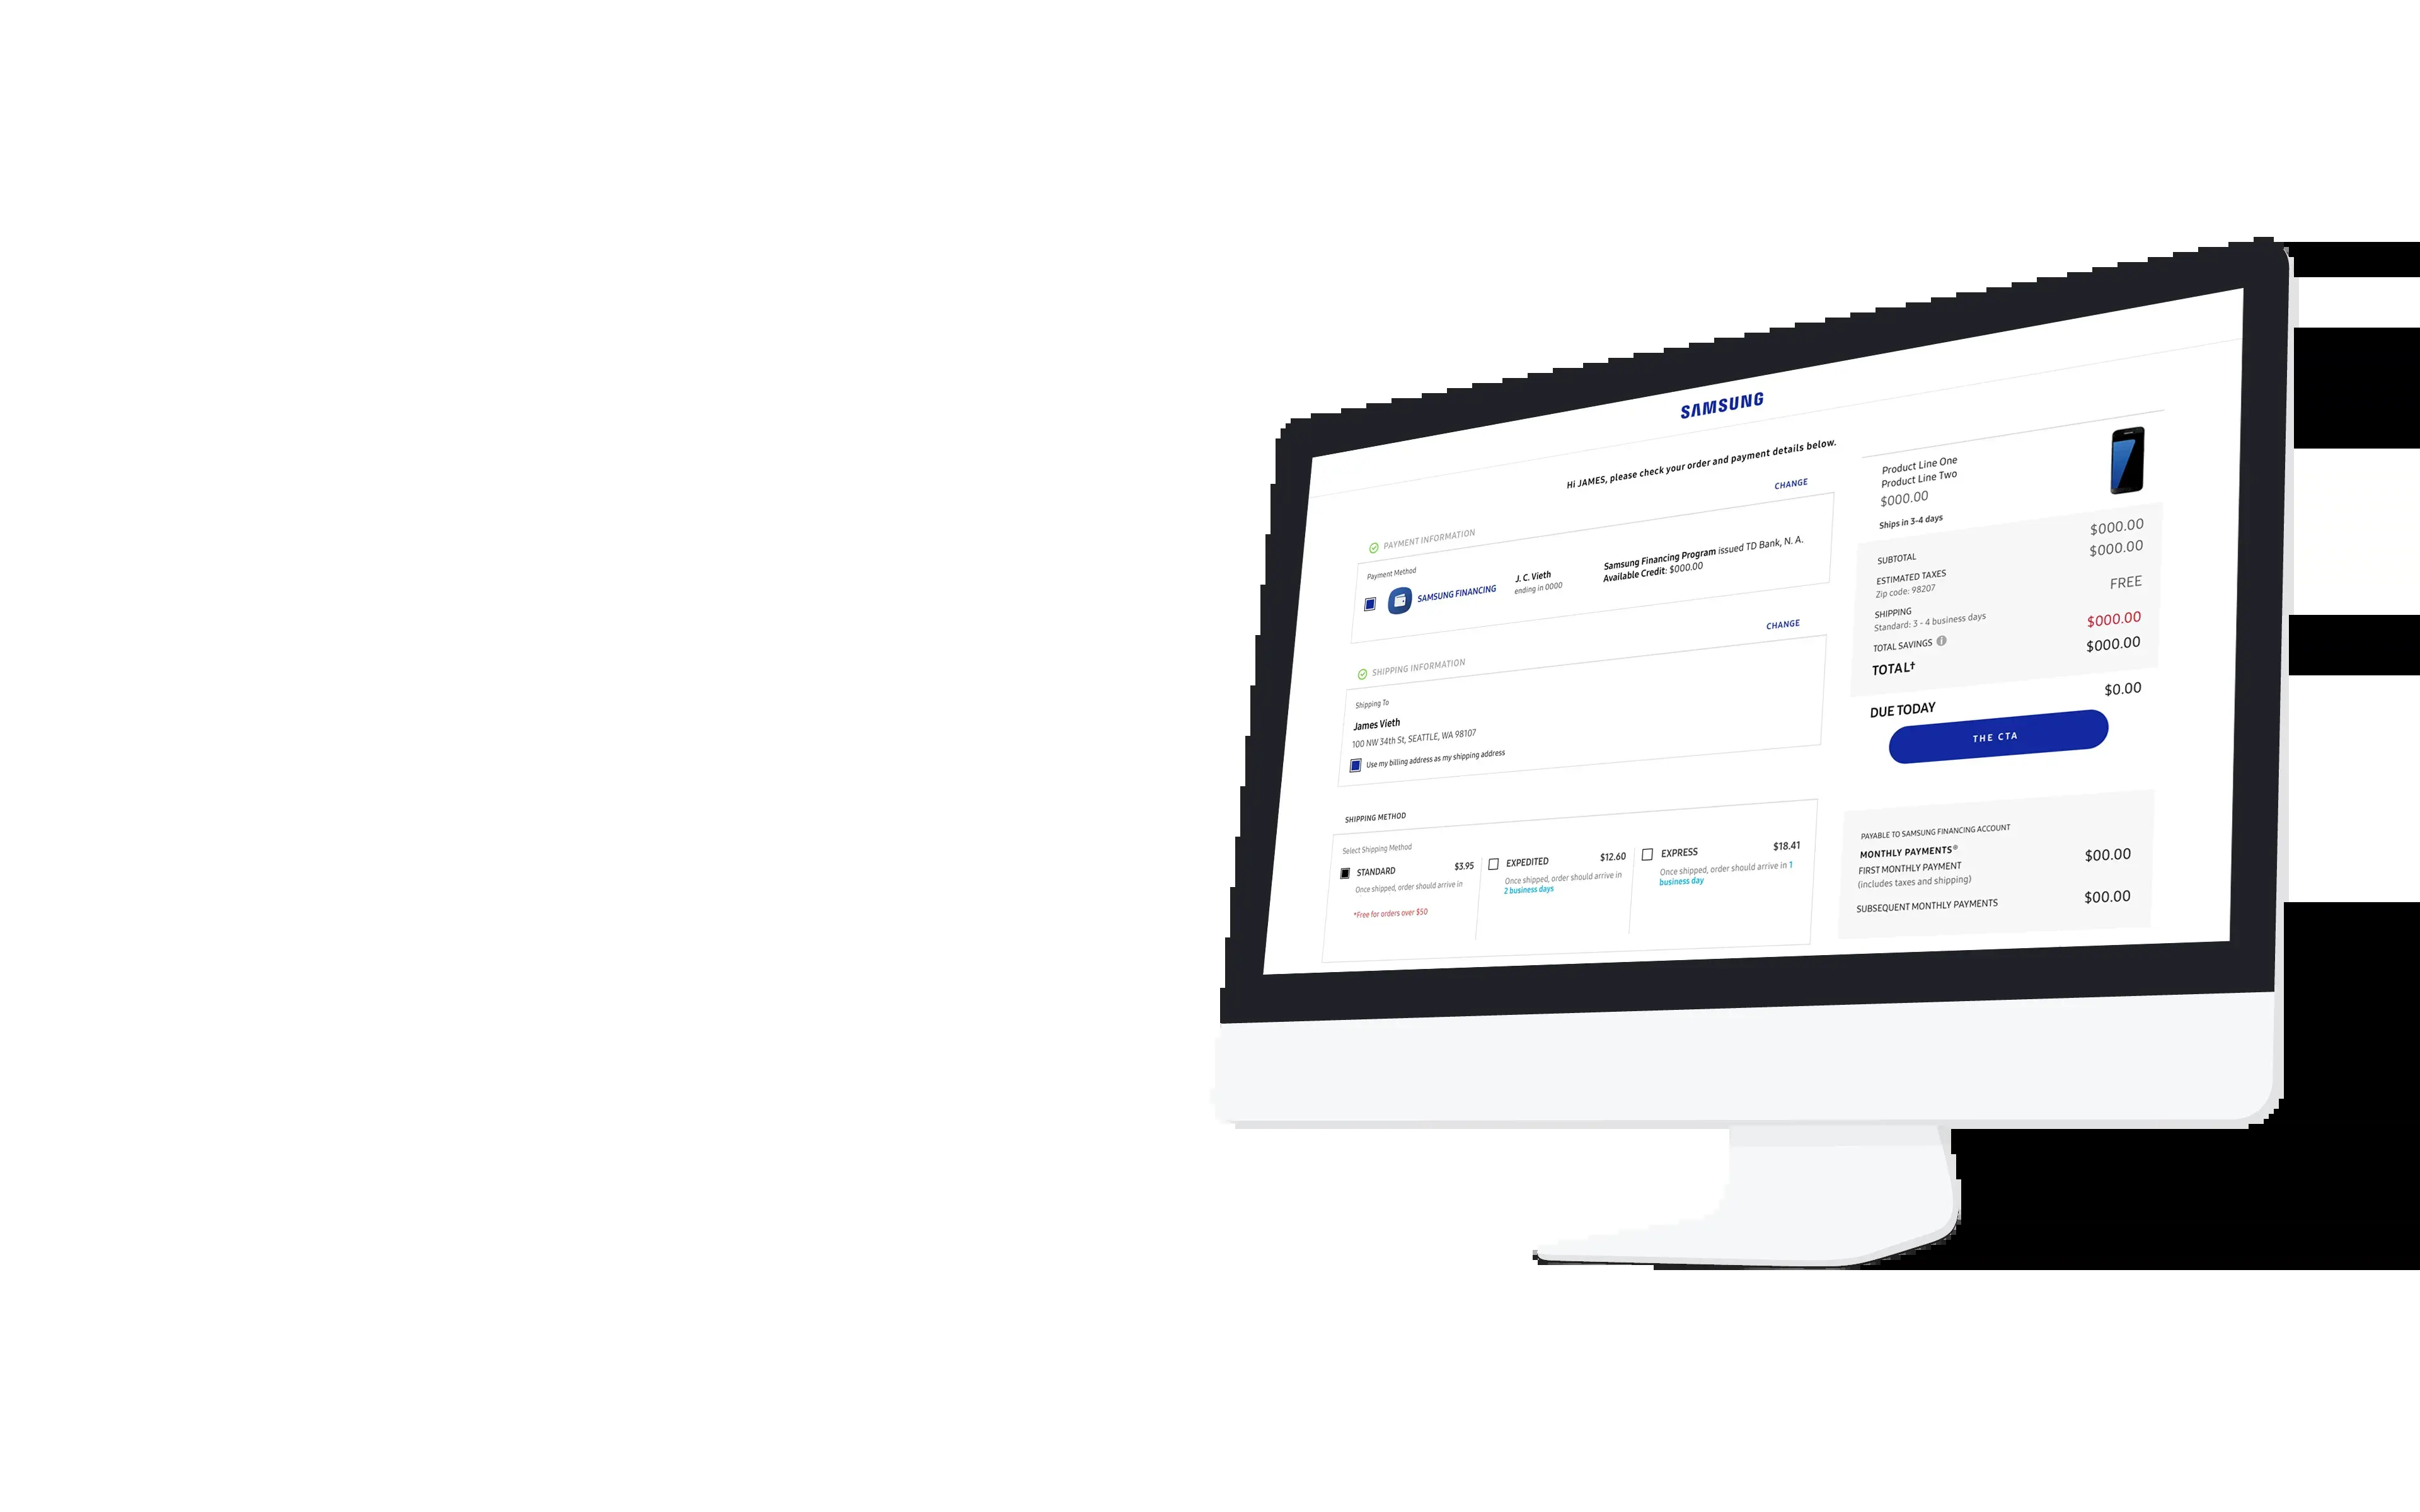 SAMSUNG
Hi JAMES, please check your order and payment details below.
CHANGE
PAYMENT INFORMATION
Payment Method
SAMSUNG FINANCING
J. C. Vieth
ending in 0000
Samsung Financing Program issued TD Bank, N. A.
Available Credit: $000.00
CHANGE
SHIPPING INFORMATION
Shipping To
James Vieth
100 NW 34th St, SEATTLE, WA 98107
Use my billing address as my shipping address
SHIPPING METHOD
Select Shipping Method
STANDARD $3.95
Once shipped, order should arrive in
*Free for orders over $50
EXPEDITED $12.60
Once shipped, order should arrive in
2 business days
EXPRESS $18.41
Once shipped, order should arrive in 1
business day
Product Line One
Product Line Two
$000.00
Ships in 3-4 days
SUBTOTAL $000.00
ESTIMATED TAXES $000.00
Zip code: 98207
SHIPPING FREE
Standard: 3 - 4 business days
TOTAL SAVINGS i $000.00
TOTAL† $000.00
DUE TODAY $0.00
THE CTA
PAYABLE TO SAMSUNG FINANCING ACCOUNT
MONTHLY PAYMENTS®
FIRST MONTHLY PAYMENT $00.00
(includes taxes and shipping)
SUBSEQUENT MONTHLY PAYMENTS $00.00